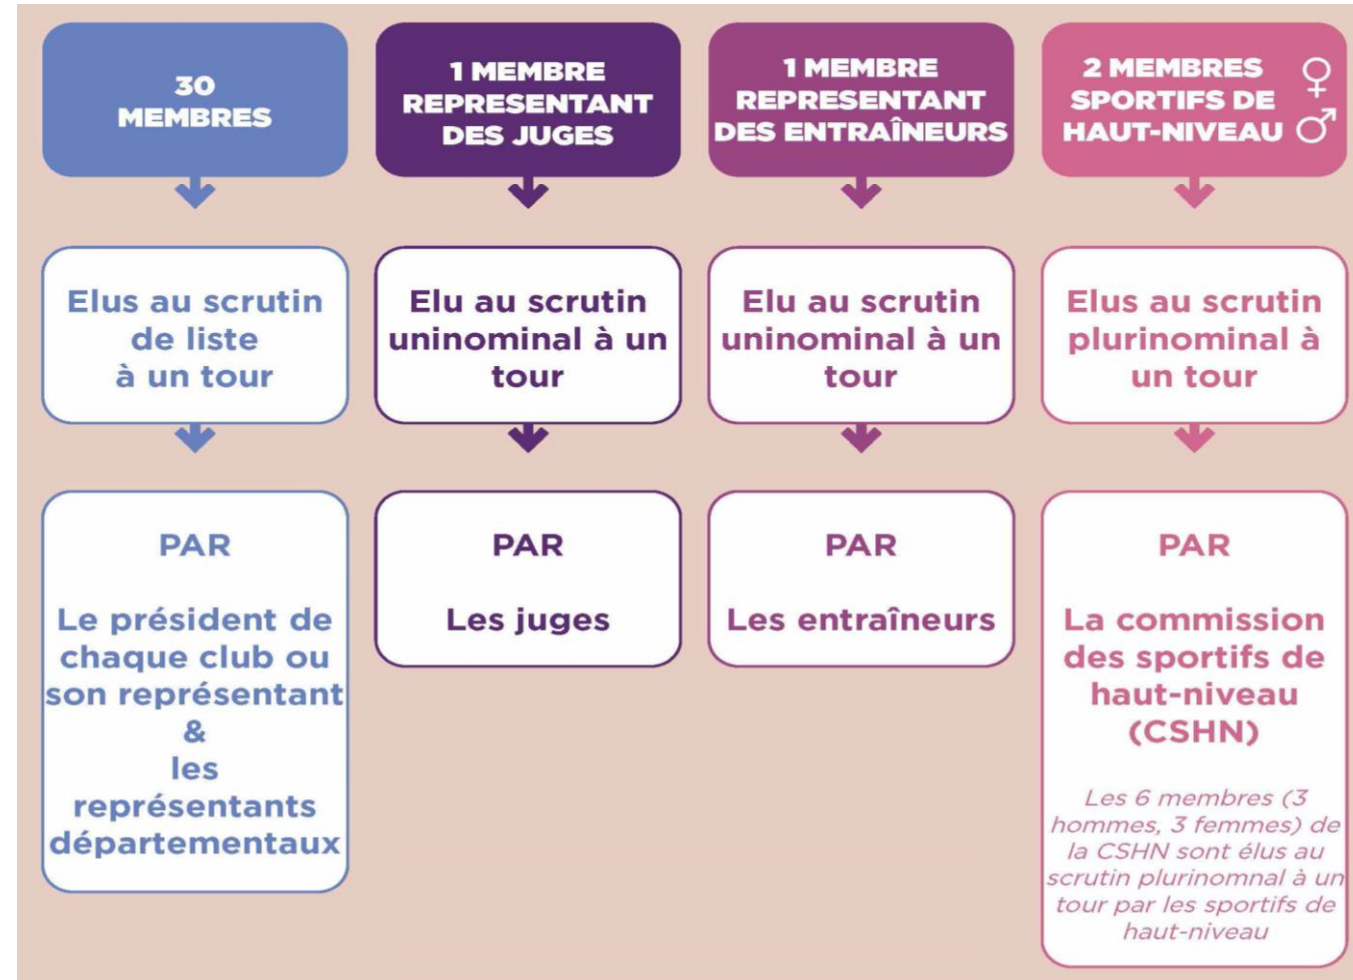 30
MEMBRES
Elus au scrutin
de liste
à un tour
PAR
Le président de
chaque club ou
son représentant
&
les
représentants
départementaux
1 MEMBRE
REPRESENTANT
DES JUGES
Elu au scrutin
uninominal à un
tour
PAR
Les juges
1 MEMBRE
REPRESENTANT
DES ENTRAÎNEURS
Elu au scrutin
uninominal à un
tour
PAR
Les entraîneurs
2 MEMBRES
SPORTIFS DE
HAUT-NIVEAU
Elus au scrutin
plurinominal à
un tour
PAR
La commission
des sportifs de
haut-niveau
(CSHN)
Les 6 membres (3
hommes, 3 femmes) de
la CSHN sont élus au
scrutin plurinomnal à un
tour par les sportifs de
haut-niveau